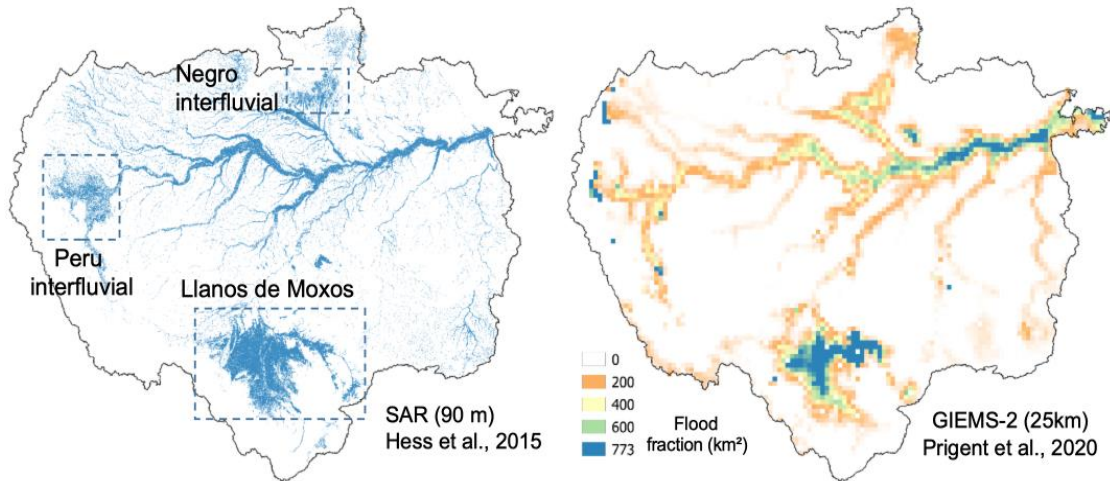 Negro
interfluvial
Peru
interfluvial
Llanos de Moxos
SAR (90 m)
Hess et al., 2015
0
200
400
600
773
Flood
fraction (km²)
GIEMS-2 (25km)
Prigent et al., 2020